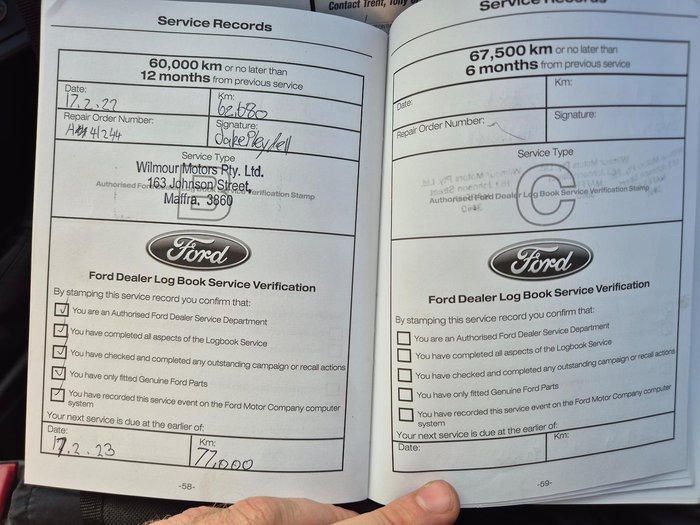 Contact Trent, Tony
Service Records
60,000 km or no later than
12 months from previous service
Date:
17.2.22
Km:
62,680
Repair Order Number:
41244
Signature:
Service Type
B
Wilmour Motors Pty. Ltd.
163 Johnson Street,
Maffra, 3860
Authorised Ford Verification Stamp
Ford
Ford Dealer Log Book Service Verification
By stamping this service record you confirm that:
You are an Authorised Ford Dealer Service Department
You have completed all aspects of the Logbook Service
You have checked and completed any outstanding campaign or recall actions
You have only fitted Genuine Ford Parts
You have recorded this service event on the Ford Motor Company computer
system
Your next service is due at the earlier of:
Date:
17.2.23
Km:
77,000
-58-
Service Records
67,500 km or no later than
6 months from previous service
Date:
Km:
Repair Order Number:
Signature:
Service Type
C
Authorised Ford Dealer Log Book Service Verification Stamp
Ford
Ford Dealer Log Book Service Verification
By stamping this service record you confirm that:
You are an Authorised Ford Dealer Service Department
You have completed all aspects of the Logbook Service
You have checked and completed any outstanding campaign or recall actions
You have only fitted Genuine Ford Parts
You have recorded this service event on the Ford Motor Company computer
system
Your next service is due at the earlier of:
Date:
Km:
-59-